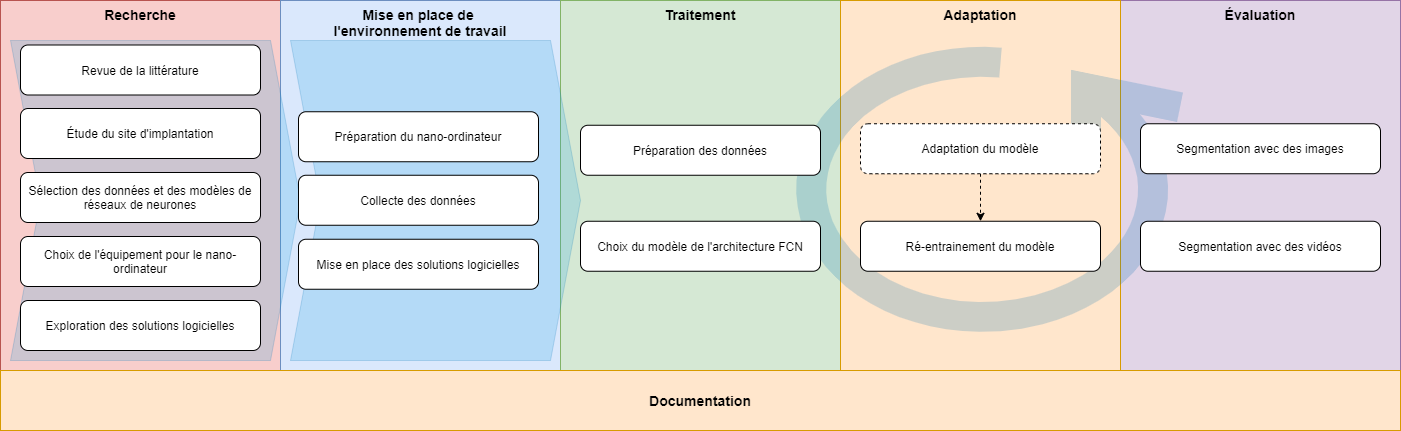 Recherche
Revue de la littérature
Étude du site d'implantation
Sélection des données et des modèles de
réseaux de neurones
Choix de l'équipement pour le nano-
ordinateur
Exploration des solutions logicielles
Mise en place de
l'environnement de travail
Préparation du nano-ordinateur
Collecte des données
Mise en place des solutions logicielles
Traitement
Préparation des données
Choix du modèle de l'architecture FCN
Adaptation
Adaptation du modèle
Ré-entrainement du modèle
Évaluation
Segmentation avec des images
Segmentation avec des vidéos
Documentation